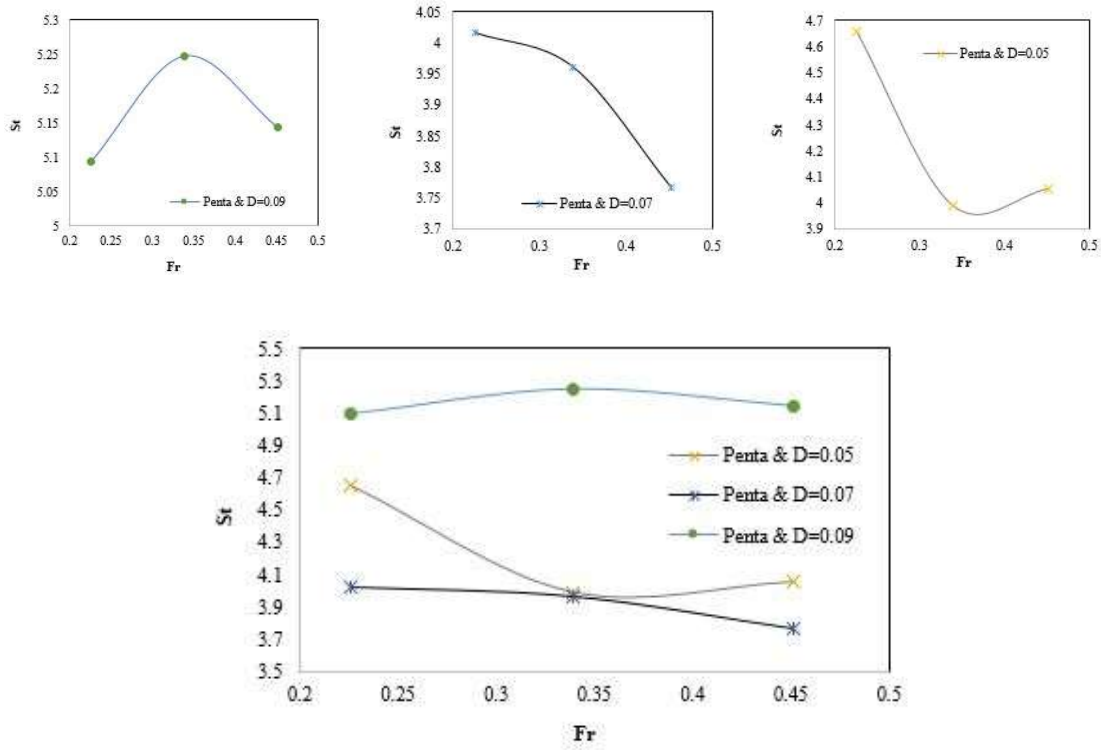 5.3
5.25
5.2
5.15
5.1
5.05
5
St
Penta & D=0.09
0.2 0.25 0.3 0.35 0.4 0.45 0.5
Fr
4.05
4
3.95
3.9
3.85
3.8
3.75
3.7
St
Penta & D=0.07
0.2 0.3 0.4 0.5
Fr
4.7
4.6
4.5
4.4
4.3
4.2
4.1
4
3.9
St
Penta & D=0.05
0.2 0.3 0.4 0.5
Fr
5.5
5.3
5.1
4.9
4.7
4.5
4.3
4.1
3.9
3.7
3.5
St
Penta & D=0.05
Penta & D=0.07
Penta & D=0.09
0.2 0.25 0.3 0.35 0.4 0.45 0.5
Fr